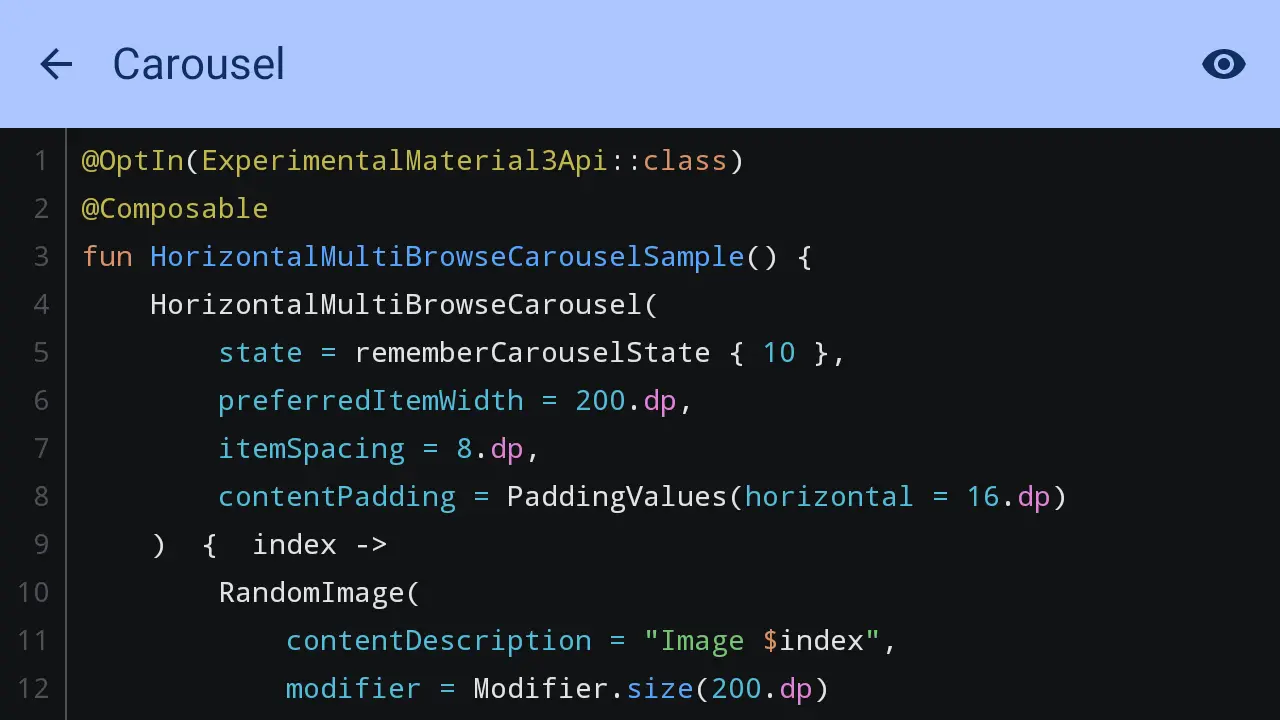 Carousel
1 @OptIn(ExperimentalMaterial3Api::class)
2 @Composable
3 fun HorizontalMultiBrowseCarouselSample() {
4     HorizontalMultiBrowseCarousel(
5         state = rememberCarouselState { 10 },
6         preferredItemWidth = 200.dp,
7         itemSpacing = 8.dp,
8         contentPadding = PaddingValues(horizontal = 16.dp)
9     )  {  index ->
10         RandomImage(
11             contentDescription = "Image $index",
12             modifier = Modifier.size(200.dp)